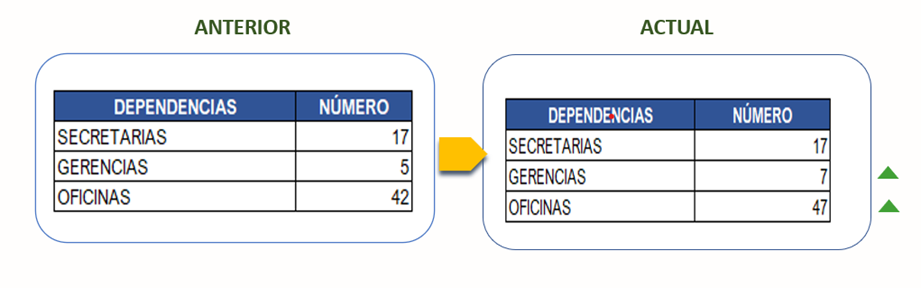 ANTERIOR
DEPENDENCIAS NÚMERO
SECRETARIAS 17
GERENCIAS 5
OFICINAS 42
ACTUAL
DEPENDENCIAS NÚMERO
SECRETARIAS 17
GERENCIAS 7
OFICINAS 47